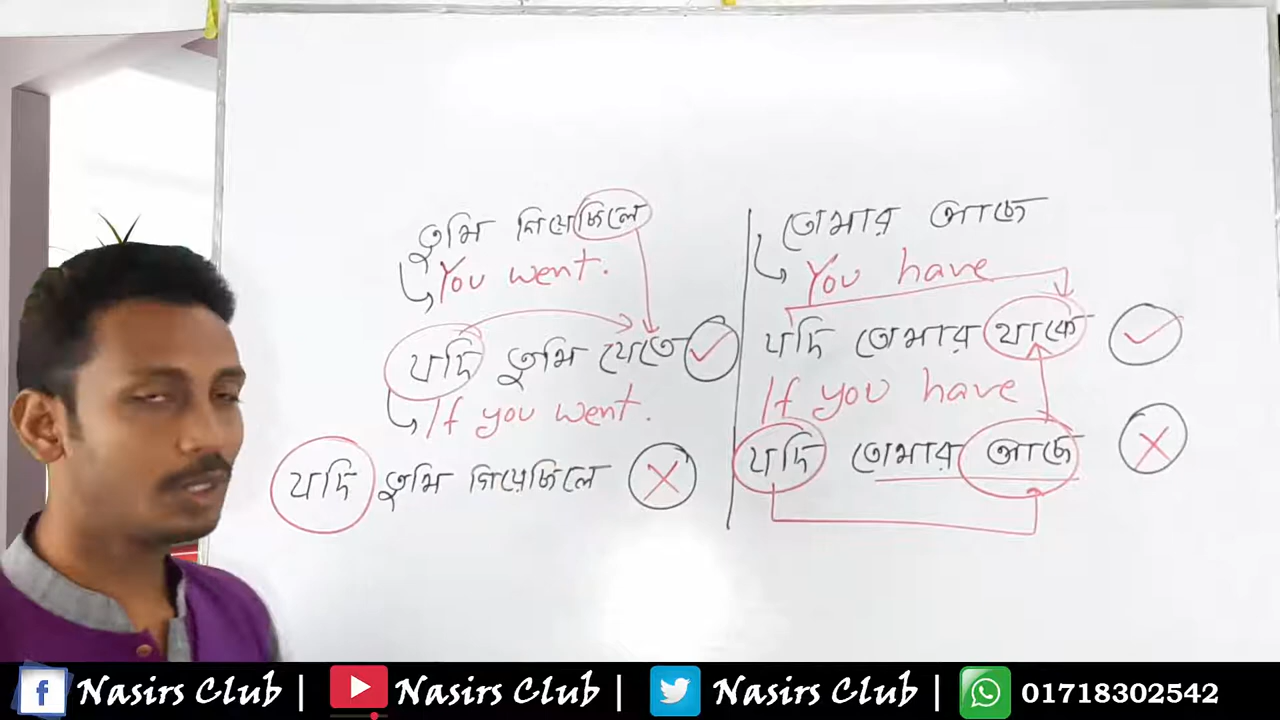 তুমি গিয়েছিলে
You went.
যদি তুমি যেতে
If you went.
যদি তুমি গিয়েছিলে
তোমার আছে
You have
যদি তোমার থাকে
If you have
যদি তোমার আছে
Nasirs Club | Nasirs Club | Nasirs Club | 01718302542